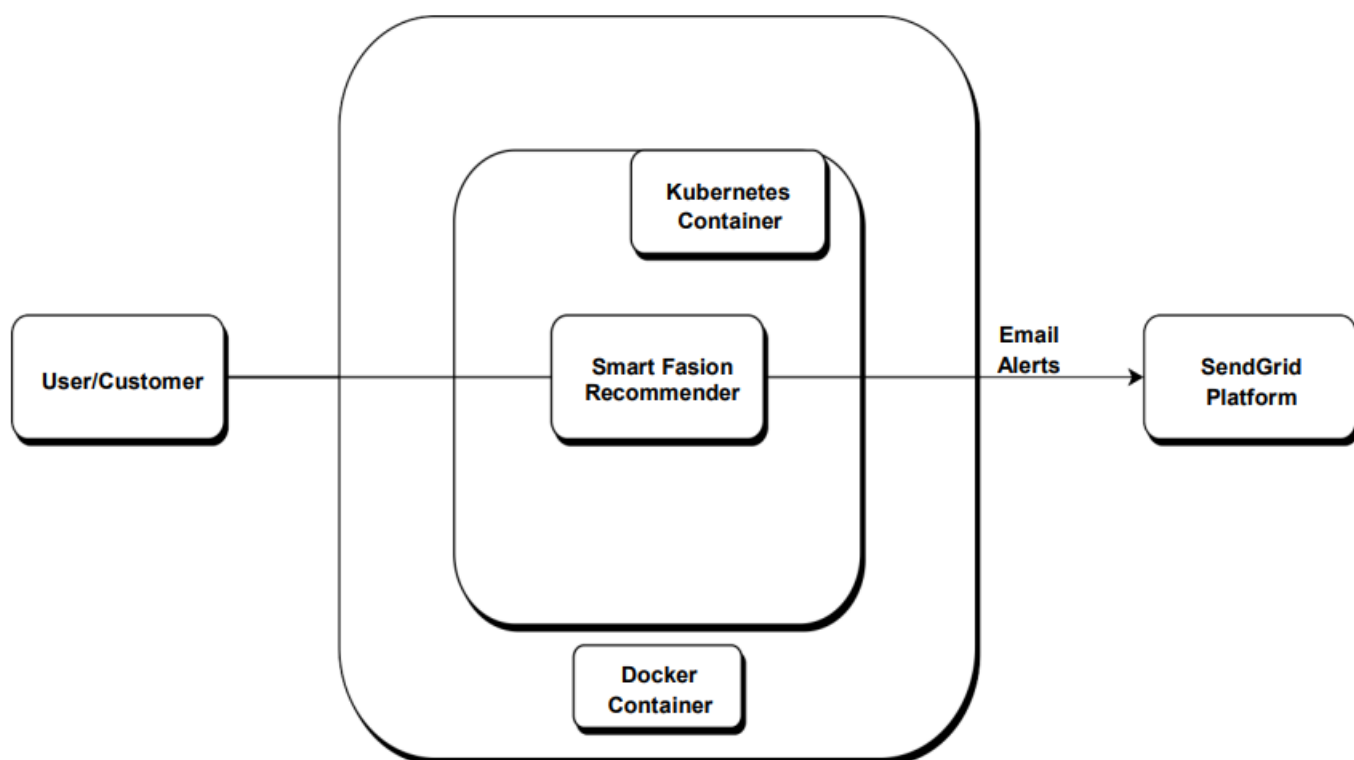 Kubernetes
Container
User/Customer
Smart Fasion
Recommender
Email
Alerts
SendGrid
Platform
Docker
Container